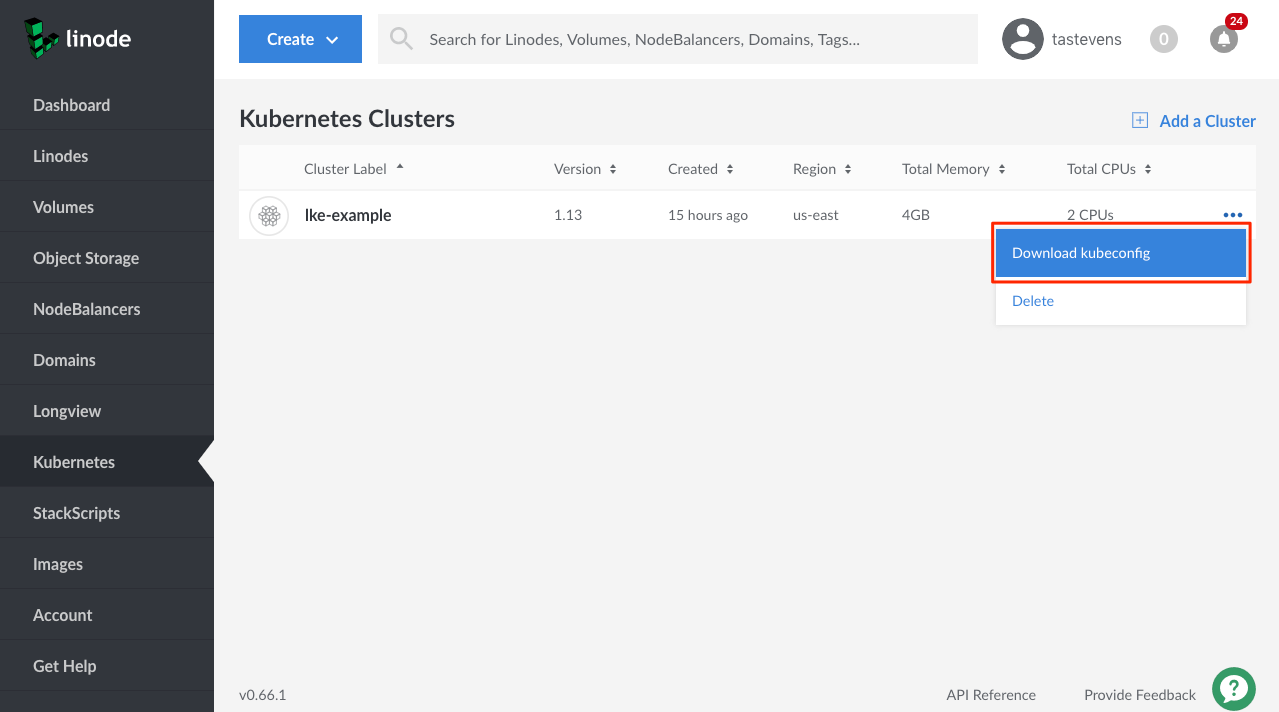 linode
Create
Search for Linodes, Volumes, NodeBalancers, Domains, Tags...
tastevens
0
24
Dashboard
Linodes
Volumes
Object Storage
NodeBalancers
Domains
Longview
Kubernetes
StackScripts
Images
Account
Get Help
Kubernetes Clusters
Add a Cluster
Cluster Label Version Created Region Total Memory Total CPUs
lke-example 1.13 15 hours ago us-east 4GB 2 CPUs
Download kubeconfig
Delete
v0.66.1 API Reference Provide Feedback
?